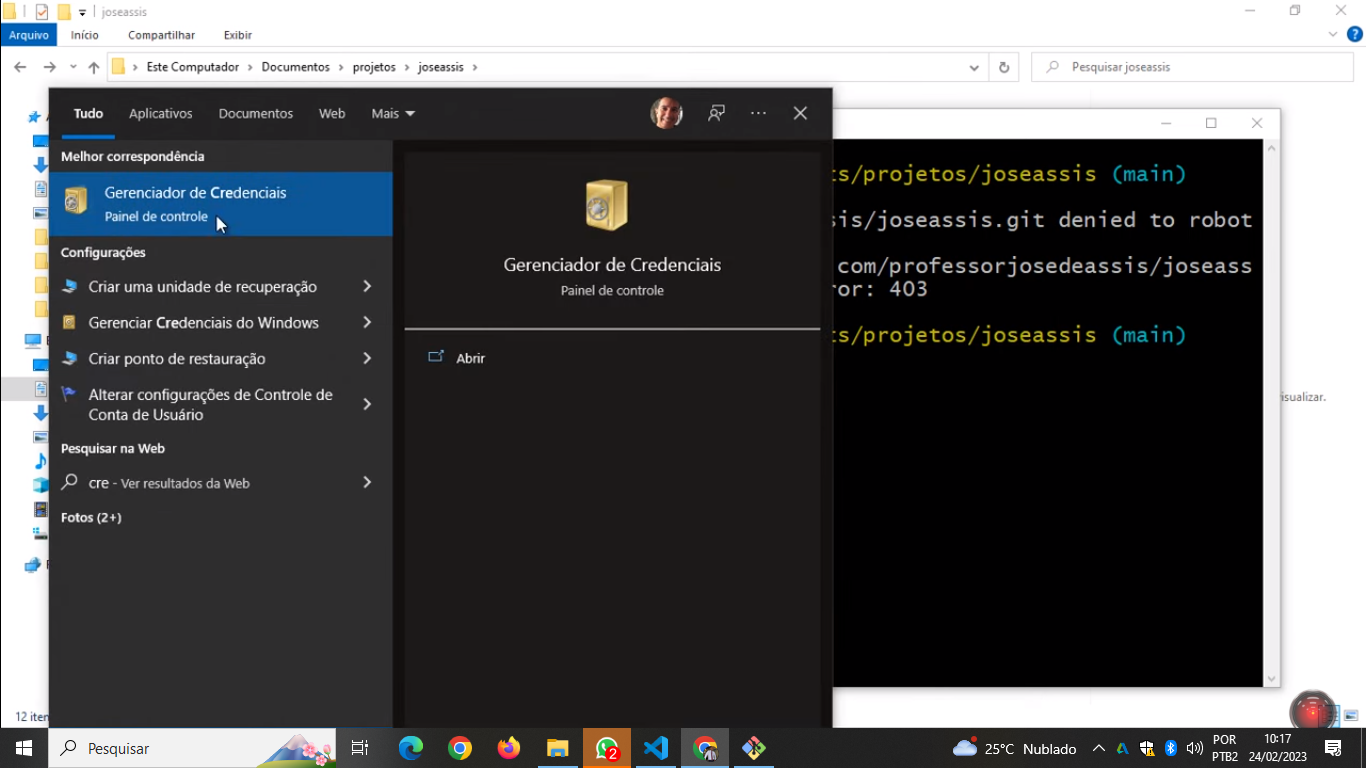 joseassis
Arquivo
Início
Compartilhar
Exibir
Este Computador
Documentos
projetos
joseassis
Pesquisar joseassis
Tudo
Aplicativos
Documentos
Web
Mais
Melhor correspondência
Gerenciador de Credenciais
Painel de controle
Configurações
Criar uma unidade de recuperação
Gerenciar Credenciais do Windows
Criar ponto de restauração
Alterar configurações de Controle de
Conta de Usuário
Pesquisar na Web
cre - Ver resultados da Web
Fotos (2+)
Gerenciador de Credenciais
Painel de controle
Abrir
ts/projetos/joseassis (main)
sis/joseassis.git denied to robot
com/professorjosedeassis/joseass
ror: 403
ts/projetos/joseassis (main)
isualizar.
Pesquisar
2
25°C Nublado
POR
PTB2
10:17
24/02/2023